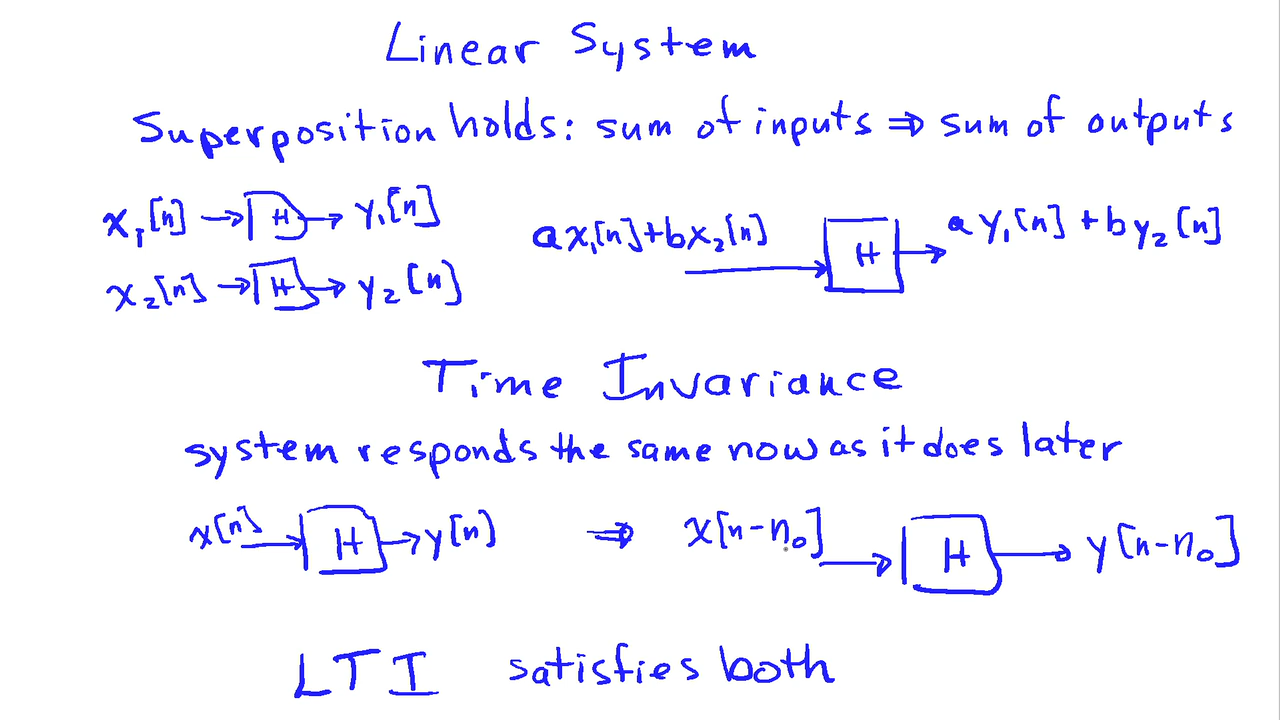 Linear System
Superposition holds: sum of inputs ⇒ sum of outputs
x₁[n] → H → y₁[n]
x₂[n] → H → y₂[n]
ax₁[n]+bx₂[n] → H → ay₁[n]+by₂[n]
Time Invariance
system responds the same now as it does later
x[n] → H → y[n] ⇒ x[n-n₀] → H → y[n-n₀]
LTI satisfies both